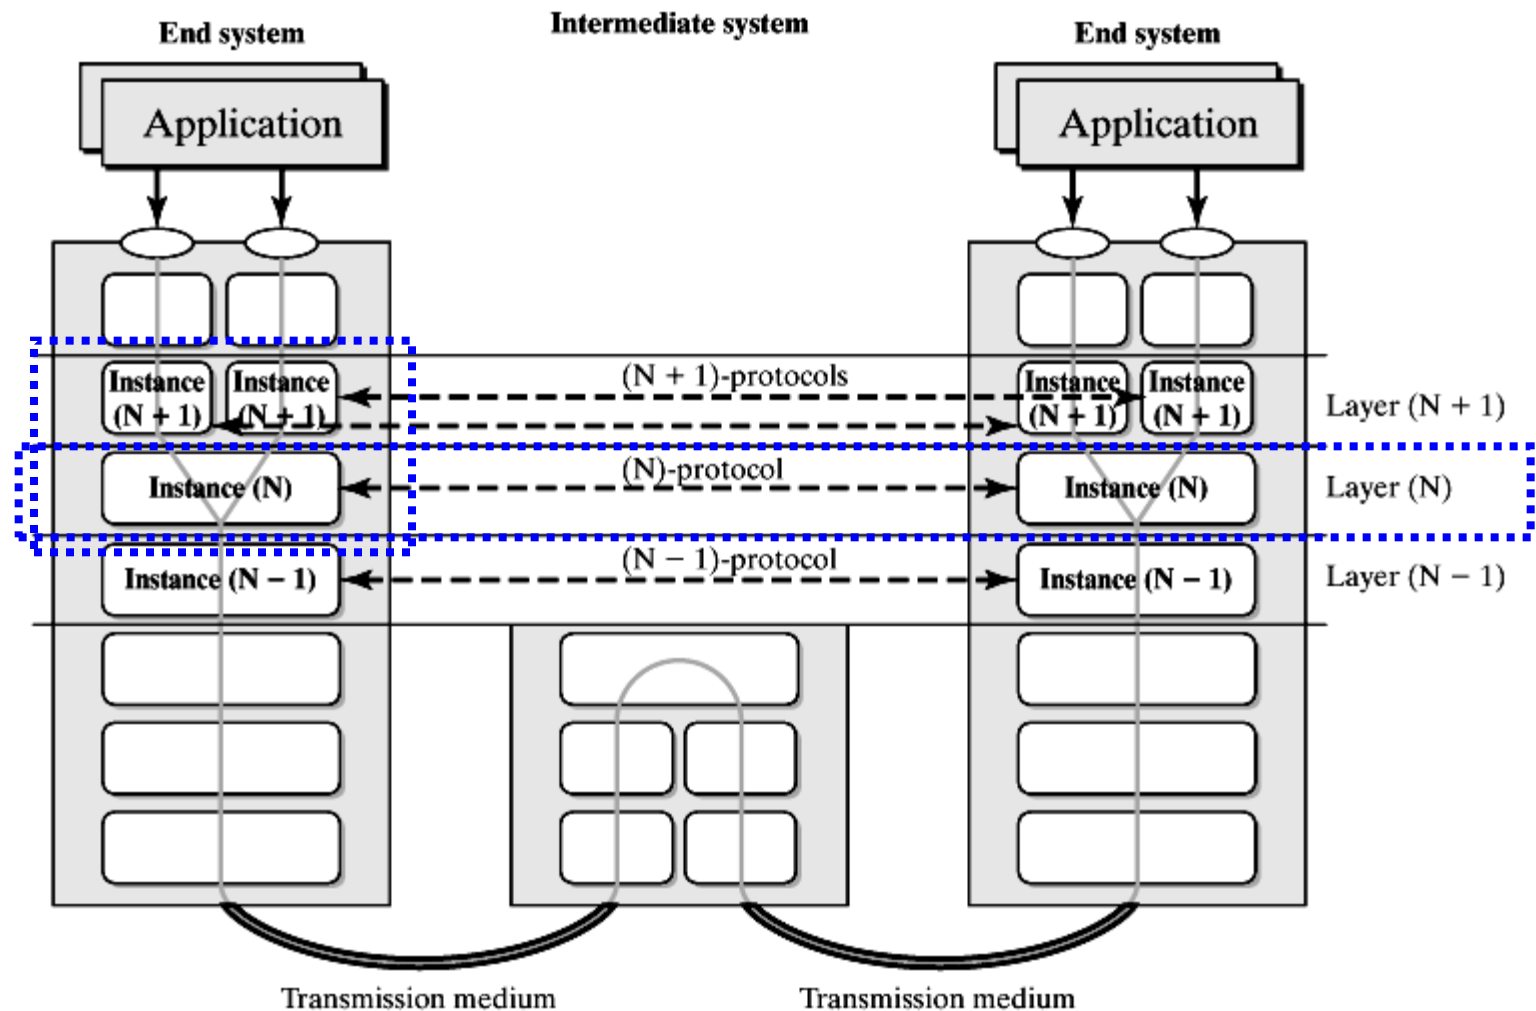 End system
Intermediate system
End system
Application
Application
Instance
(N + 1)
Instance
(N + 1)
(N + 1)-protocols
Instance
(N + 1)
Instance
(N + 1)
Layer (N + 1)
Instance (N)
(N)-protocol
Instance (N)
Layer (N)
Instance (N − 1)
(N − 1)-protocol
Instance (N − 1)
Layer (N − 1)
Transmission medium
Transmission medium